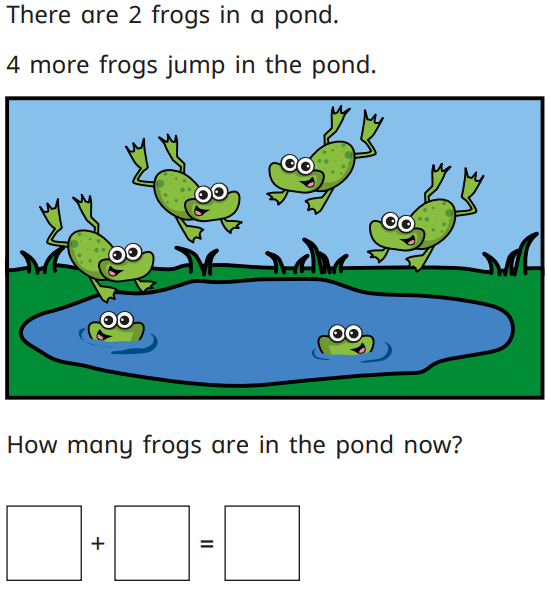 There are 2 frogs in a pond.
4 more frogs jump in the pond.
How many frogs are in the pond now?
+ =